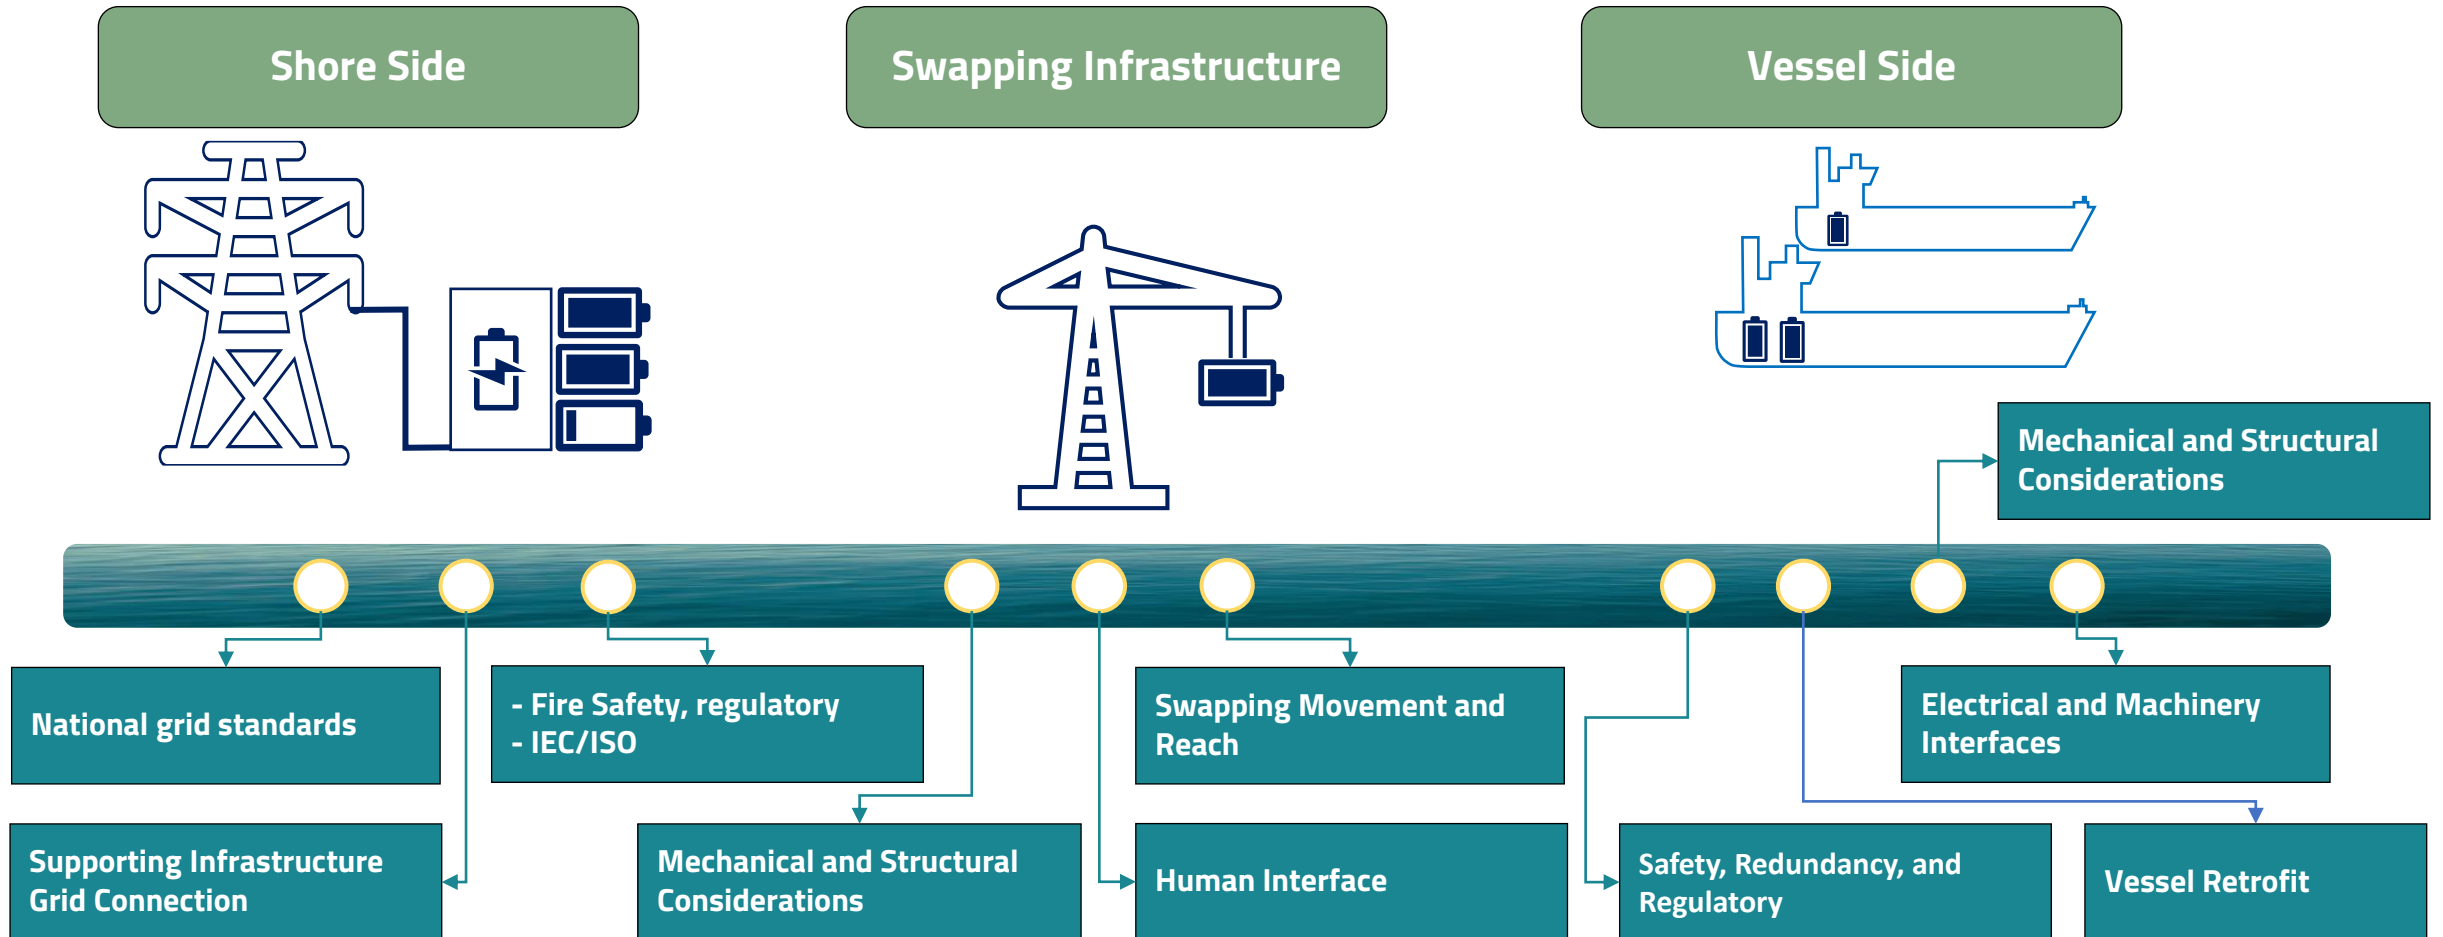 Shore Side
Swapping Infrastructure
Vessel Side
Mechanical and Structural
Considerations
National grid standards
- Fire Safety, regulatory
- IEC/ISO
Swapping Movement and
Reach
Electrical and Machinery
Interfaces
Supporting Infrastructure
Grid Connection
Mechanical and Structural
Considerations
Human Interface
Safety, Redundancy, and
Regulatory
Vessel Retrofit